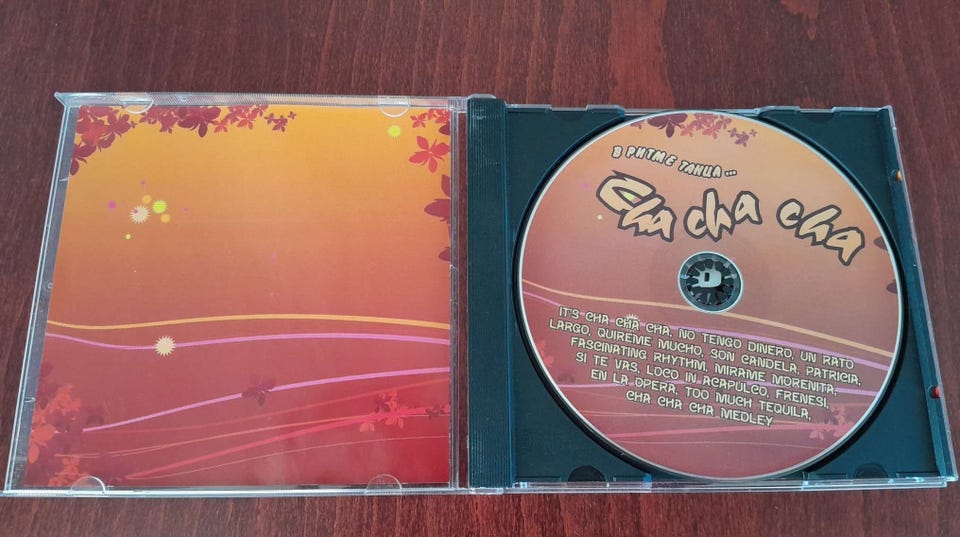 В РИТМЕ ТАНЦА...
Cha cha cha
IT'S CHA CHA CHA, NO TENGO DINERO, UN RATO
LARGO, QUIREME MUCHO, SON CANDELA, PATRICIA,
FASCINATING RHYTHM, MIRAME MORENITA,
SI TE VAS, LOCO IN ACAPULCO, FRENESI,
EN LA OPERA, TOO MUCH TEQUILA,
CHA CHA CHA MEDLEY